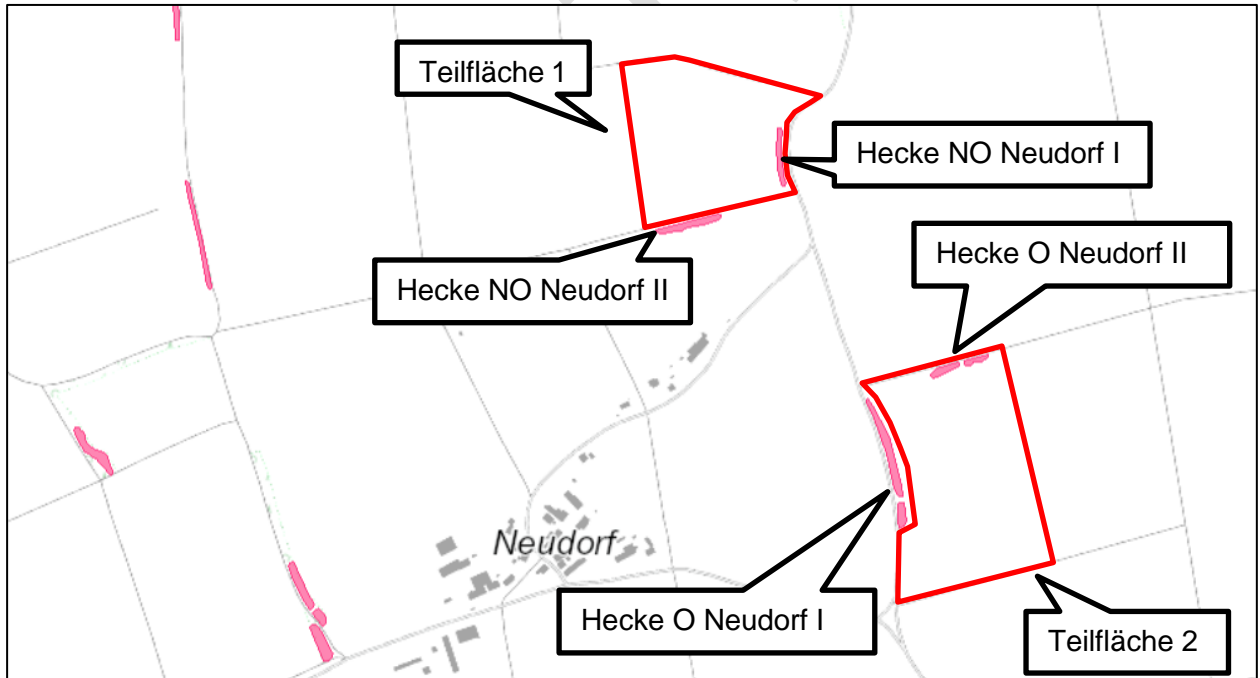 Teilfläche 1
Hecke NO Neudorf I
Hecke O Neudorf II
Hecke NO Neudorf II
Neudorf
Hecke O Neudorf I
Teilfläche 2